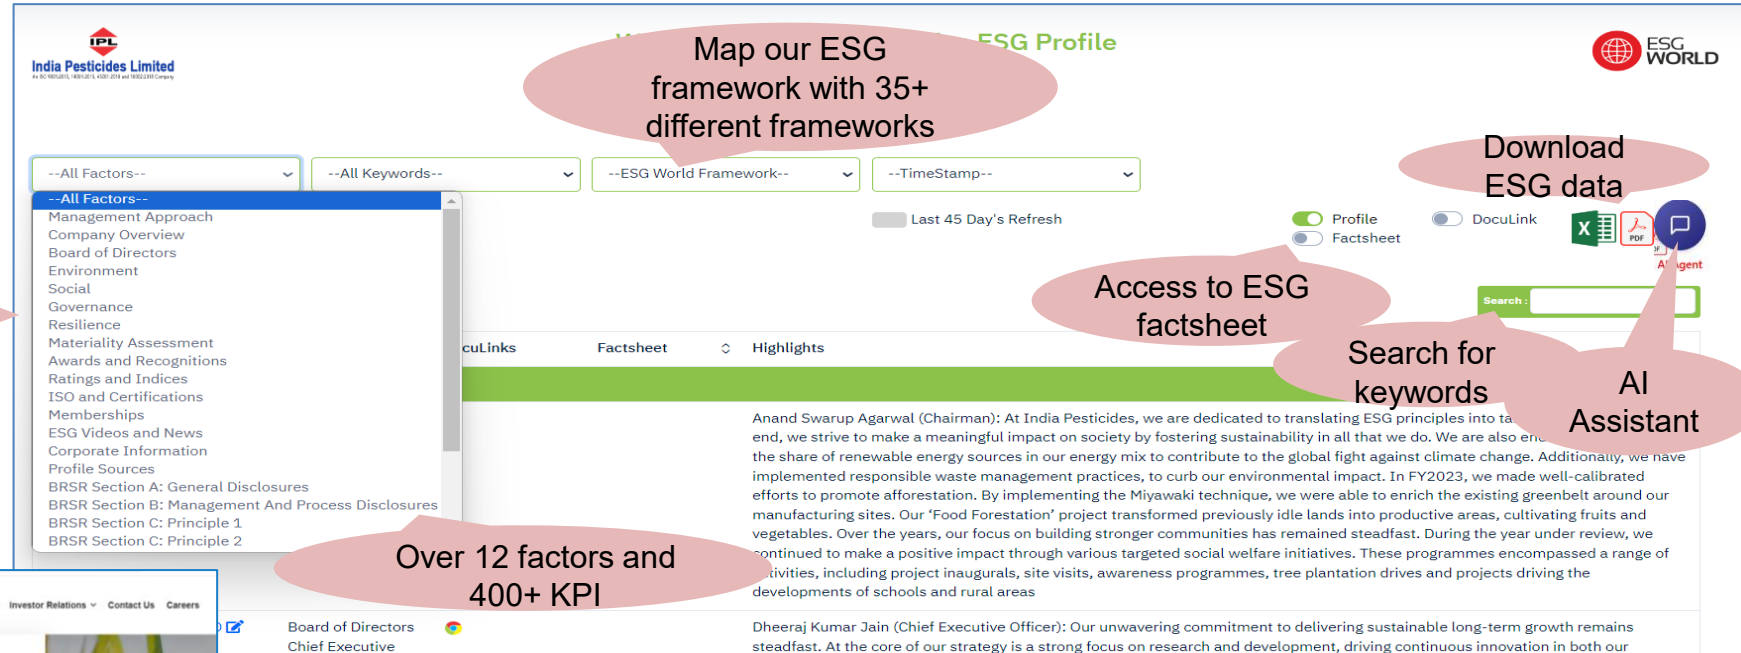 IPL
India Pesticides Limited
ESG Profile
ESG
WORLD
Map our ESG
framework with 35+
different frameworks
Download
ESG data
--All Factors--
--All Keywords--
--ESG World Framework--
--TimeStamp--
--All Factors--
Management Approach
Company Overview
Board of Directors
Environment
Social
Governance
Resilience
Materiality Assessment
Awards and Recognitions
Ratings and Indices
ISO and Certifications
Memberships
ESG Videos and News
Corporate Information
Profile Sources
BRSR Section A: General Disclosures
BRSR Section B: Management And Process Disclosures
BRSR Section C: Principle 1
BRSR Section C: Principle 2
Last 45 Day's Refresh
Profile
Factsheet
DocuLink
X
PDF
Agent
Access to ESG
factsheet
Search :
Search for
keywords
AI
Assistant
cuLinks
Factsheet
Highlights
Over 12 factors and
400+ KPI
Anand Swarup Agarwal (Chairman): At India Pesticides, we are dedicated to translating ESG principles into
end, we strive to make a meaningful impact on society by fostering sustainability in all that we do. We are also
the share of renewable energy sources in our energy mix to contribute to the global fight against climate change. Additionally, we have
implemented responsible waste management practices, to curb our environmental impact. In FY2023, we made well-calibrated
efforts to promote afforestation. By implementing the Miyawaki technique, we were able to enrich the existing greenbelt around our
manufacturing sites. Our ‘Food Forestation’ project transformed previously idle lands into productive areas, cultivating fruits and
vegetables. Over the years, our focus on building stronger communities has remained steadfast. During the year under review, we
continued to make a positive impact through various targeted social welfare initiatives. These programmes encompassed a range of
activities, including project inaugurals, site visits, awareness programmes, tree plantation drives and projects driving the
developments of schools and rural areas
Investor Relations
Contact Us
Careers
Board of Directors
Chief Executive
Dheeraj Kumar Jain (Chief Executive Officer): Our unwavering commitment to delivering sustainable long-term growth remains
steadfast. At the core of our strategy is a strong focus on research and development, driving continuous innovation in both our